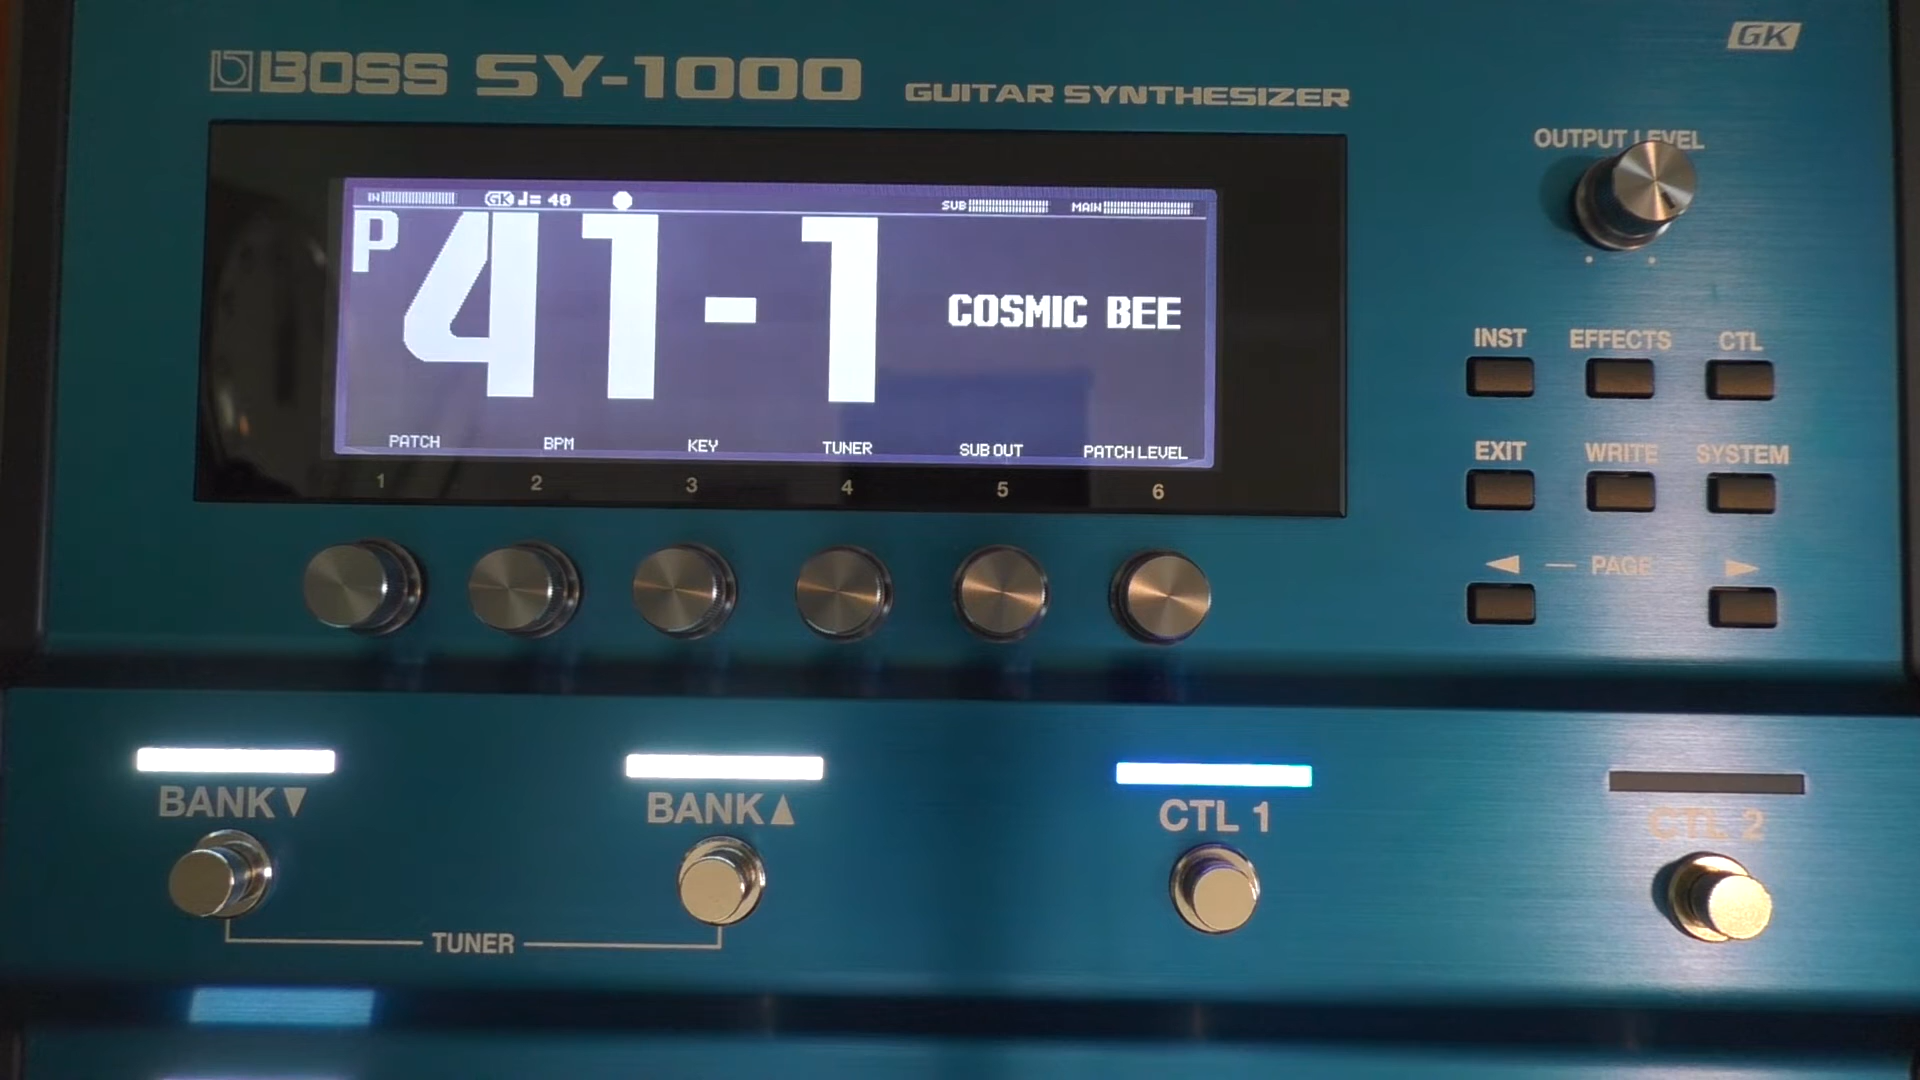 GK
BOSS SY-1000 GUITAR SYNTHESIZER
OUTPUT LEVEL
IN GK ♩= 40 SUB MAIN
P 41-1 COSMIC BEE
PATCH BPM KEY TUNER SUB OUT PATCH LEVEL
1 2 3 4 5 6
INST EFFECTS CTL
EXIT WRITE SYSTEM
◀ — PAGE ▶
BANK▼ BANK▲ CTL 1 CTL 2
TUNER